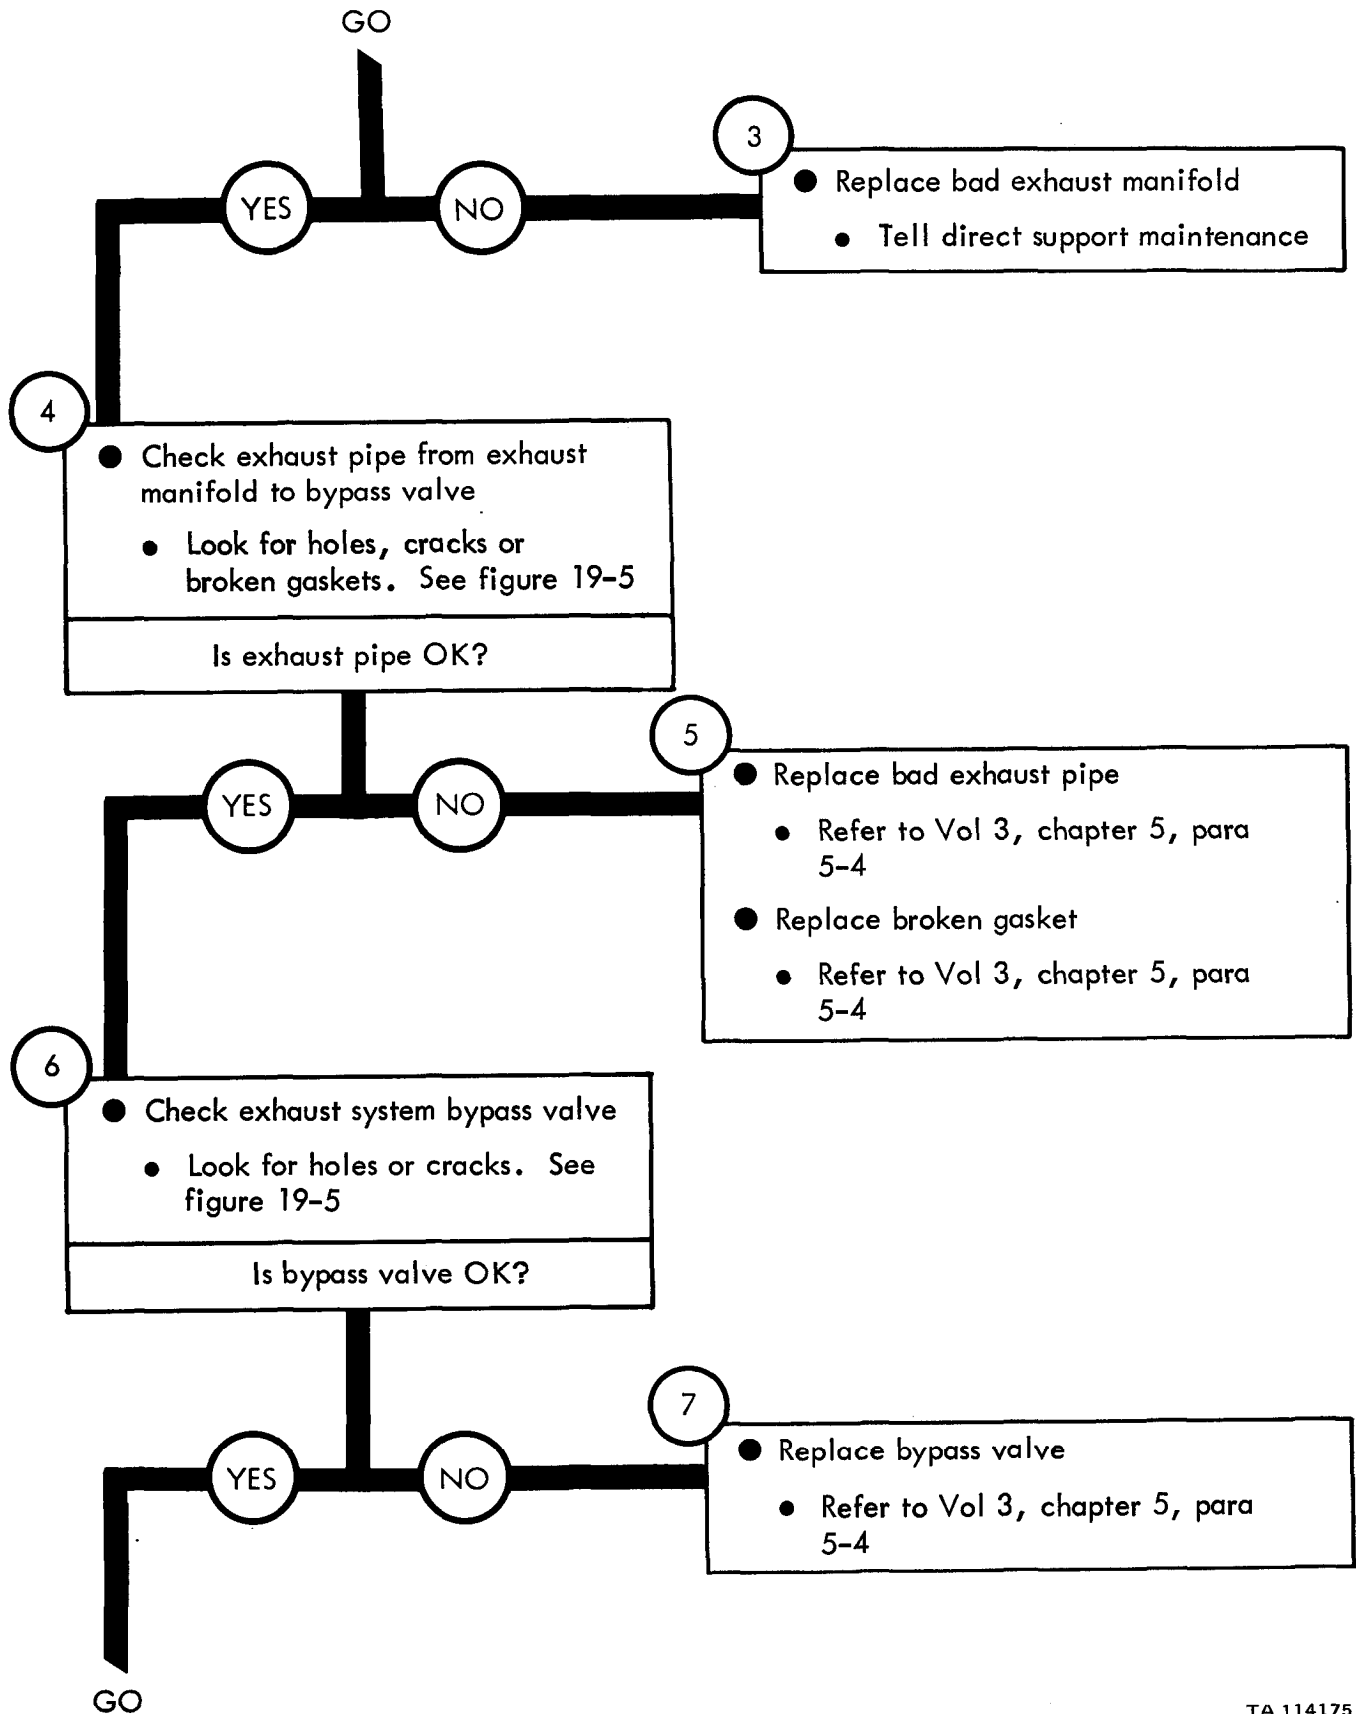 GO
YES
NO
3
● Replace bad exhaust manifold
● Tell direct support maintenance
4
● Check exhaust pipe from exhaust
manifold to bypass valve
● Look for holes, cracks or
broken gaskets. See figure 19-5
Is exhaust pipe OK?
YES
NO
5
● Replace bad exhaust pipe
● Refer to Vol 3, chapter 5, para
5-4
● Replace broken gasket
● Refer to Vol 3, chapter 5, para
5-4
6
● Check exhaust system bypass valve
● Look for holes or cracks. See
figure 19-5
Is bypass valve OK?
YES
NO
7
● Replace bypass valve
● Refer to Vol 3, chapter 5, para
5-4
GO
TA 114175